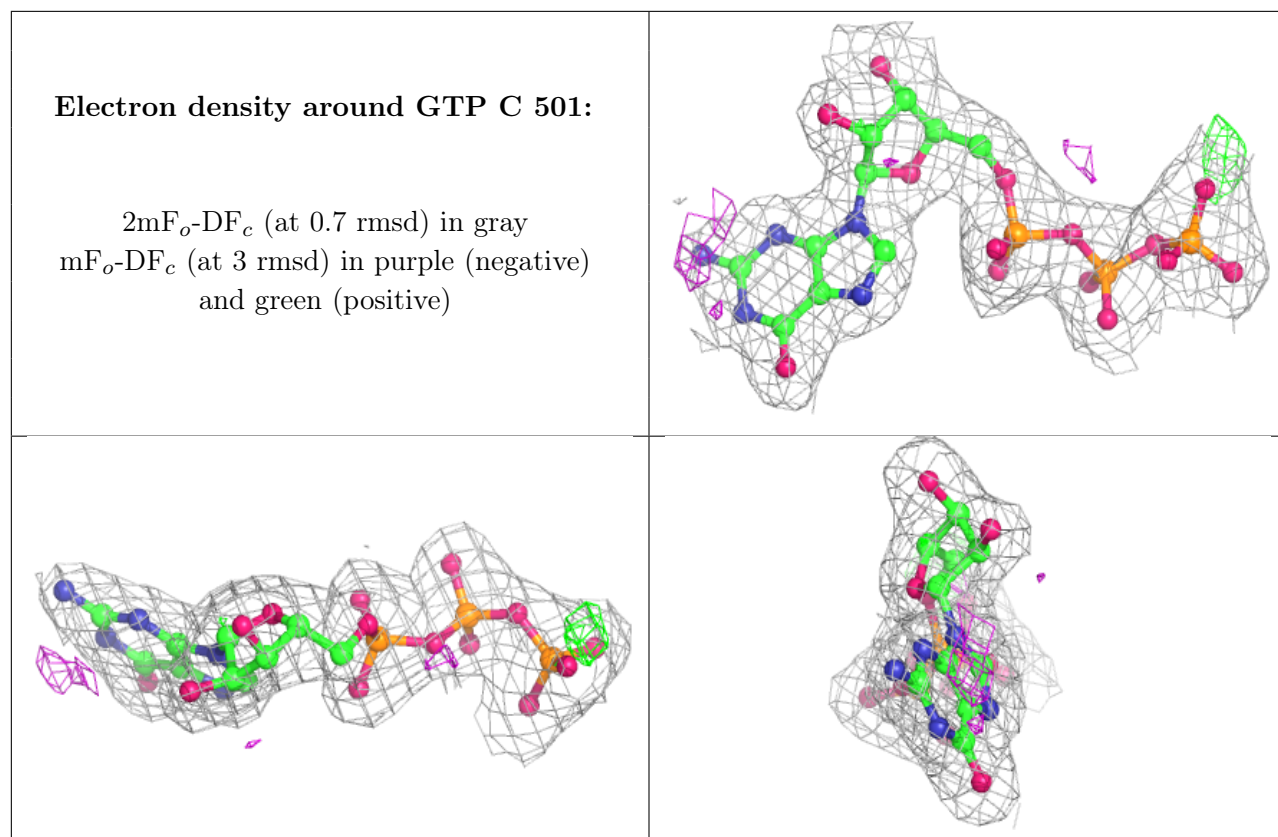 Electron density around GTP C 501:
2mFo-DFc (at 0.7 rmsd) in gray
mFo-DFc (at 3 rmsd) in purple (negative)
and green (positive)